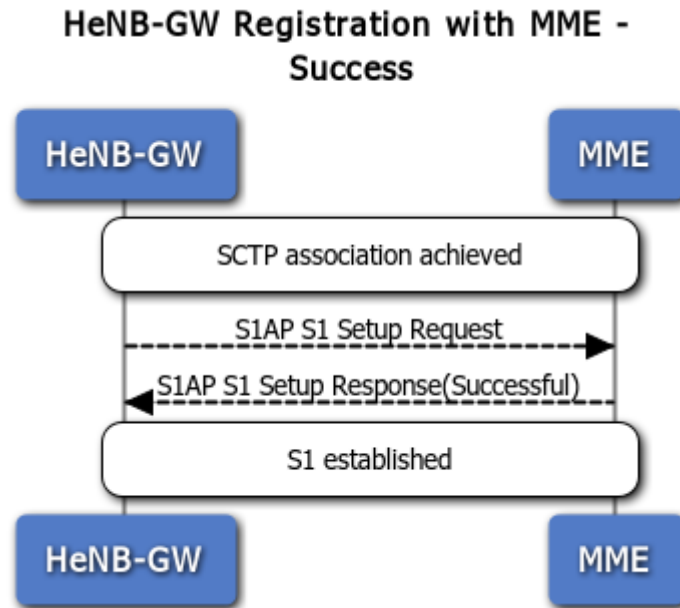 HeNB-GW Registration with MME -
Success
HeNB-GW
MME
SCTP association achieved
S1AP S1 Setup Request
S1AP S1 Setup Response(Successful)
S1 established
HeNB-GW
MME